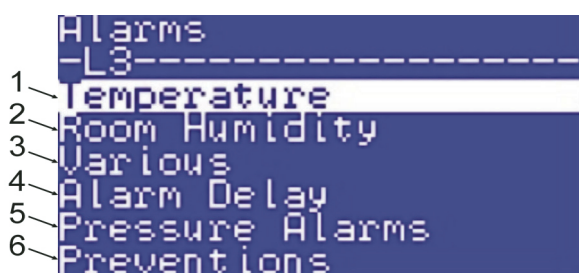 Alarms
-L3-------------------
1 Temperature
2 Room Humidity
3 Various
4 Alarm Delay
5 Pressure Alarms
6 Preventions